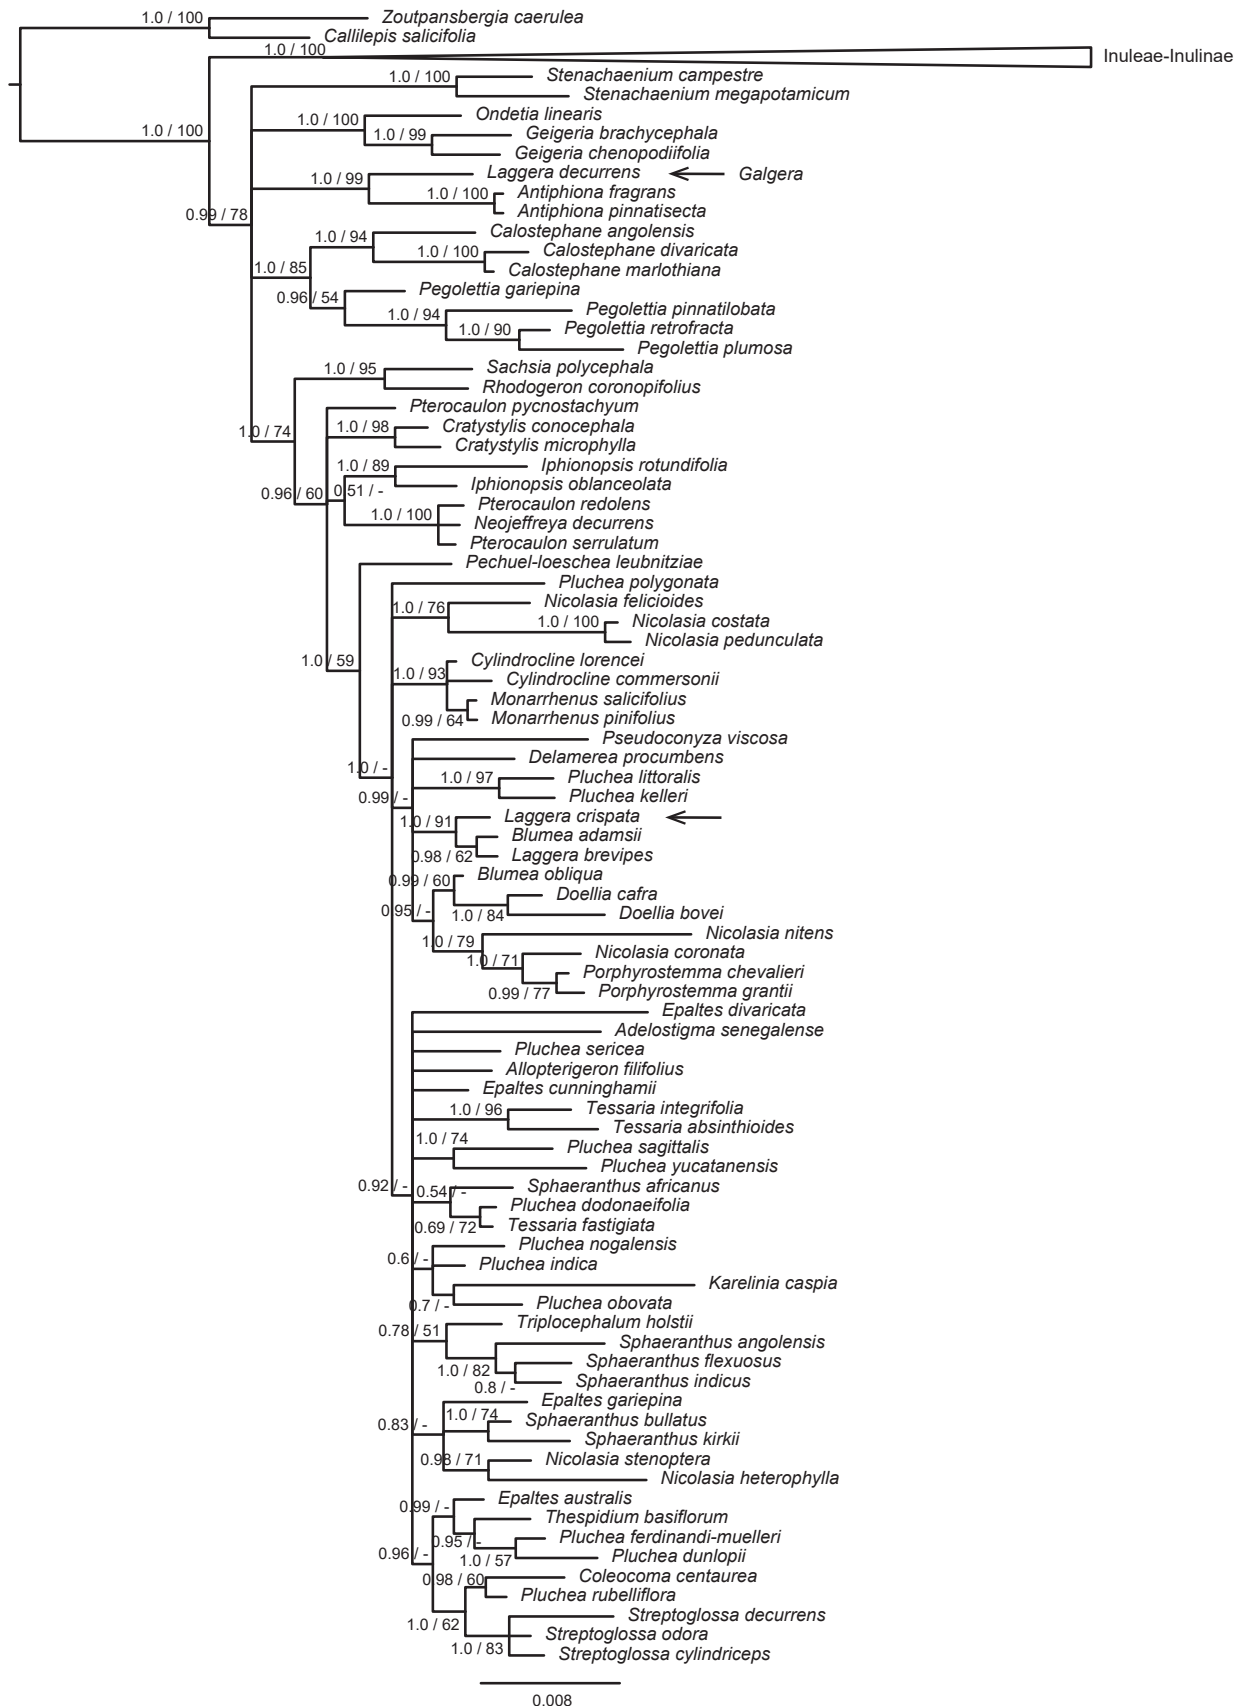 1.0 / 100
Zoutpansbergia caerulea
Callilepis salicifolia
1.0 / 100
Inuleae-Inulinae
1.0 / 100
Stenachaenium campestre
Stenachaenium megapotamicum
Ondetia linearis
1.0 / 100
1.0 / 100
Geigeria brachycephala
1.0 / 99
Geigeria chenopodiifolia
Laggera decurrens
Galgera
1.0 / 99
Antiphiona fragrans
1.0 / 100
Antiphiona pinnatisecta
0.99 / 78
Calostephane angolensis
1.0 / 94
Calostephane divaricata
1.0 / 100
Calostephane marlothiana
1.0 / 85
Pegolettia gariepina
0.96 / 54
Pegolettia pinnatilobata
1.0 / 94
Pegolettia retrofracta
1.0 / 90
Pegolettia plumosa
Sachsia polycephala
1.0 / 95
Rhodogeron coronopifolius
Pterocaulon pycnostachyum
1.0 / 74
Cratystylis conocephala
1.0 / 98
Cratystylis microphylla
Iphionopsis rotundifolia
1.0 / 89
Iphionopsis oblanceolata
0.96 / 60
0.51 / -
Pterocaulon redolens
1.0 / 100
Neojeffreya decurrens
Pterocaulon serrulatum
Pechuel-loeschea leubnitziae
Pluchea polygonata
Nicolasia felicioides
1.0 / 76
Nicolasia costata
1.0 / 100
Nicolasia pedunculata
1.0 / 59
Cylindrocline lorencei
1.0 / 93
Cylindrocline commersonii
Monarrhenus salicifolius
0.99 / 64
Monarrhenus pinifolius
Pseudoconyza viscosa
Delamerea procumbens
1.0 / -
Pluchea littoralis
1.0 / 97
Pluchea kelleri
0.99 / -
Laggera crispata
1.0 / 91
Blumea adamsii
0.98 / 62
Laggera brevipes
Blumea obliqua
0.99 / 60
Doellia cafra
0.95 / -
1.0 / 84
Doellia bovei
Nicolasia nitens
1.0 / 79
Nicolasia coronata
1.0 / 71
Porphyrostemma chevalieri
0.99 / 77
Porphyrostemma grantii
Epaltes divaricata
Adelostigma senegalense
Pluchea sericea
Allopterigeron filifolius
Epaltes cunninghamii
1.0 / 96
Tessaria integrifolia
Tessaria absinthioides
1.0 / 74
Pluchea sagittalis
Pluchea yucatanensis
0.92 / -
0.54 / -
Sphaeranthus africanus
Pluchea dodonaeifolia
0.69 / 72
Tessaria fastigiata
Pluchea nogalensis
0.6 / -
Pluchea indica
Karelinia caspia
0.7 / -
Pluchea obovata
Triplocephalum holstii
0.78 / 51
Sphaeranthus angolensis
1.0 / 82
Sphaeranthus flexuosus
0.8 / -
Sphaeranthus indicus
Epaltes gariepina
1.0 / 74
Sphaeranthus bullatus
0.83 / -
Sphaeranthus kirkii
0.98 / 71
Nicolasia stenoptera
Nicolasia heterophylla
Epaltes australis
0.99 / -
Thespidium basiflorum
0.95 / -
Pluchea ferdinandi-muelleri
0.96 / -
1.0 / 57
Pluchea dunlopii
0.98 / 60
Coleocoma centaurea
Pluchea rubelliflora
1.0 / 62
Streptoglossa decurrens
Streptoglossa odora
1.0 / 83
Streptoglossa cylindriceps
0.008